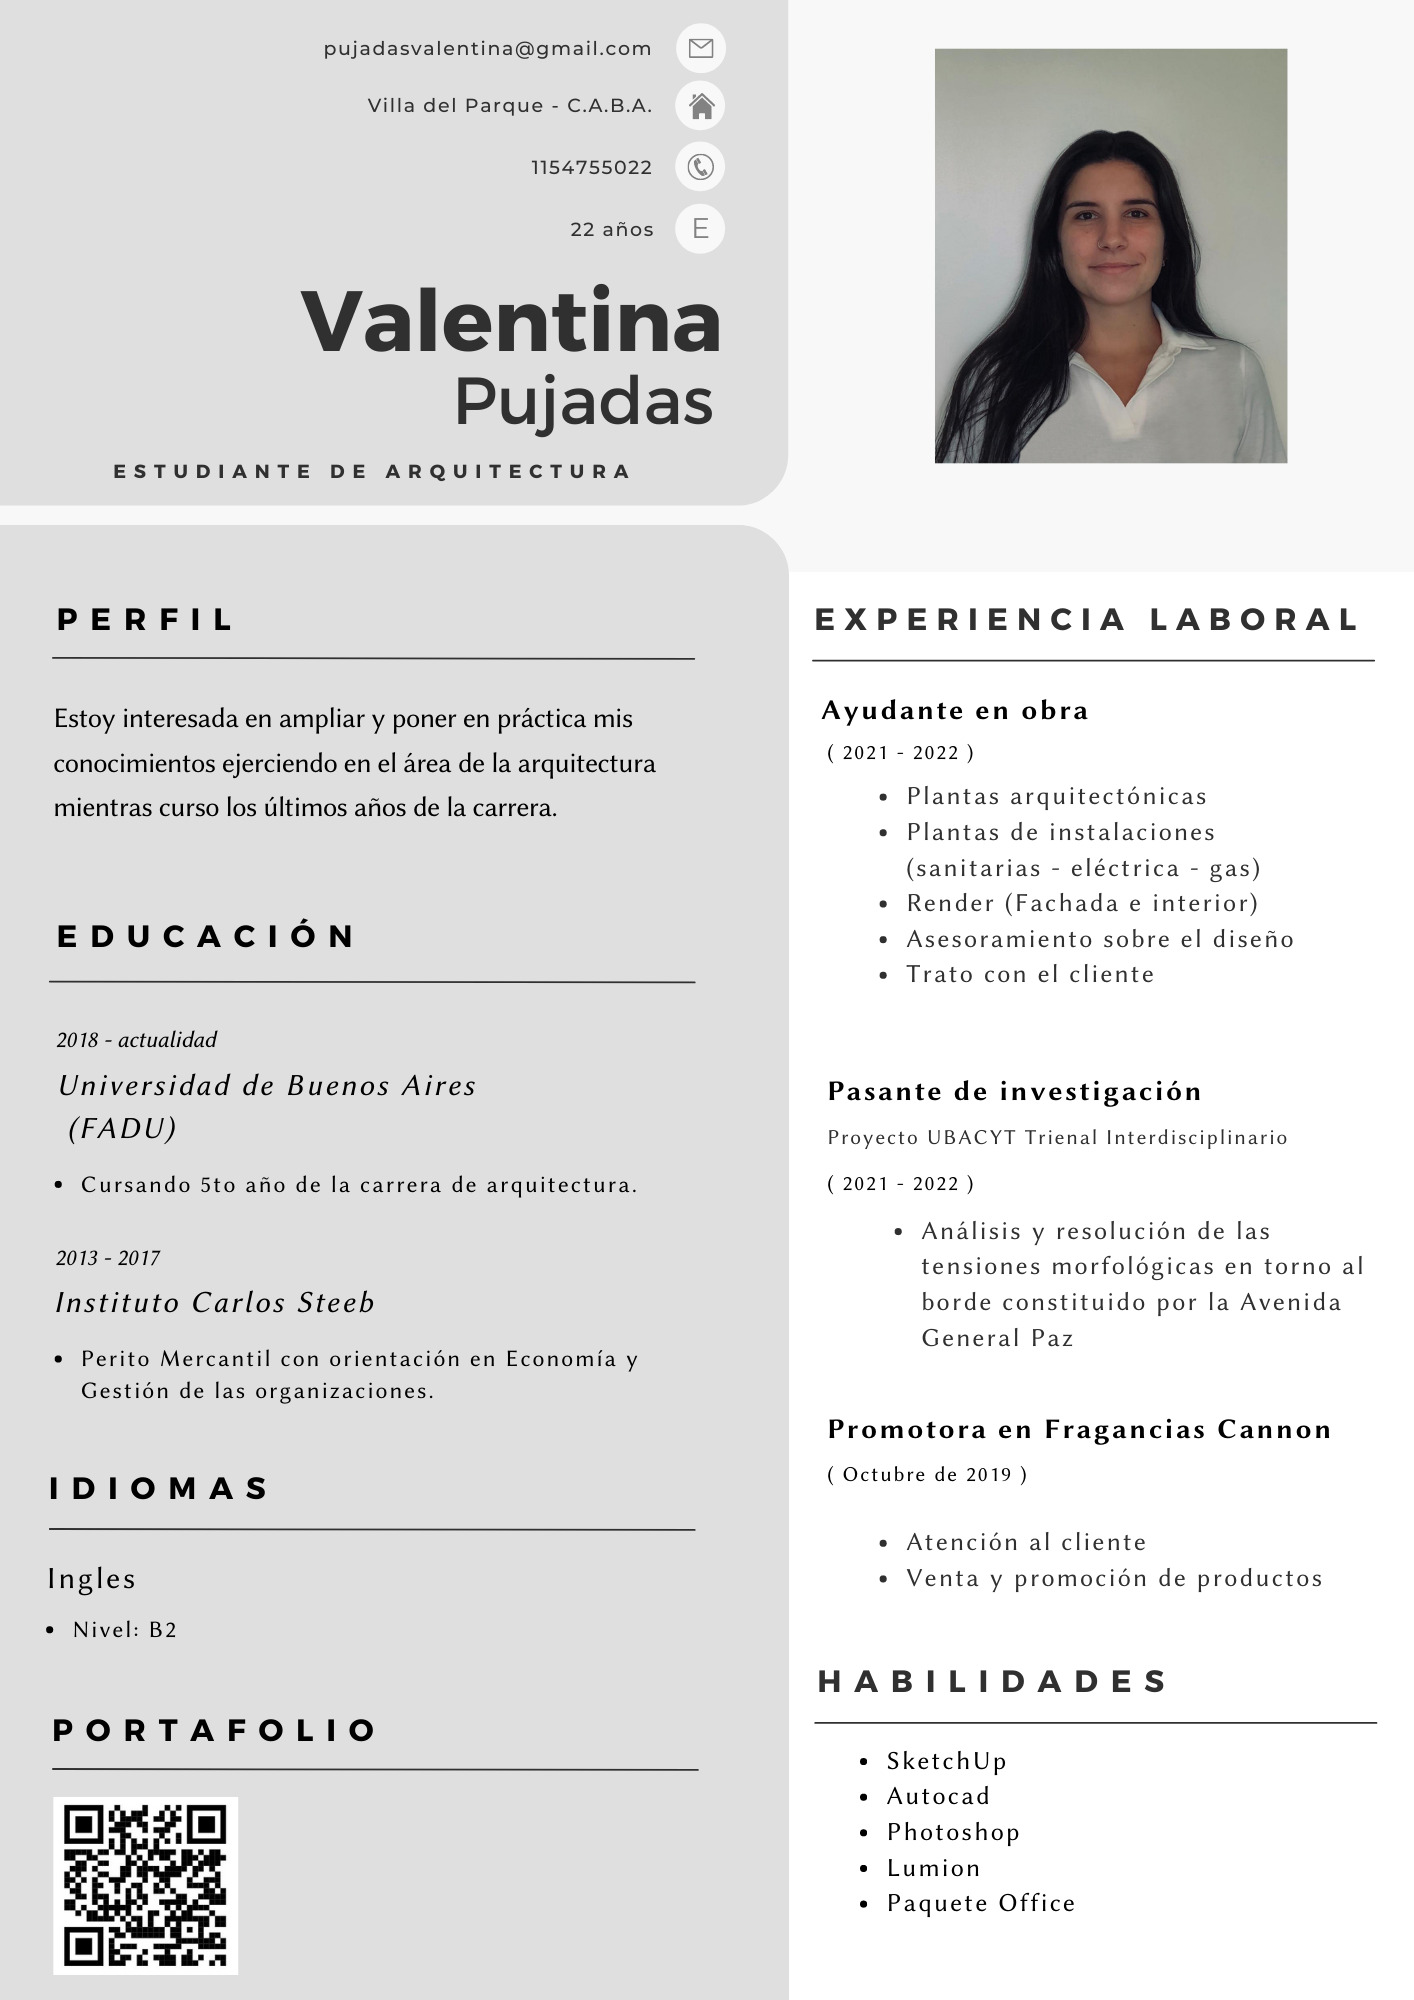 pujadasvalentina@gmail.com
Villa del Parque - C.A.B.A.
1154755022
22 años
E
Valentina
Pujadas
ESTUDIANTE DE ARQUITECTURA
PERFIL
Estoy interesada en ampliar y poner en práctica mis
conocimientos ejerciendo en el área de la arquitectura
mientras curso los últimos años de la carrera.
EDUCACIÓN
2018 - actualidad
Universidad de Buenos Aires
(FADU)
• Cursando 5to año de la carrera de arquitectura.
2013 - 2017
Instituto Carlos Steeb
• Perito Mercantil con orientación en Economía y
Gestión de las organizaciones.
IDIOMAS
Ingles
• Nivel: B2
PORTAFOLIO
EXPERIENCIA LABORAL
Ayudante en obra
( 2021 - 2022 )
• Plantas arquitectónicas
• Plantas de instalaciones
(sanitarias - eléctrica - gas)
• Render (Fachada e interior)
• Asesoramiento sobre el diseño
• Trato con el cliente
Pasante de investigación
Proyecto UBACYT Trienal Interdisciplinario
( 2021 - 2022 )
• Análisis y resolución de las
tensiones morfológicas en torno al
borde constituido por la Avenida
General Paz
Promotora en Fragancias Cannon
( Octubre de 2019 )
• Atención al cliente
• Venta y promoción de productos
HABILIDADES
• SketchUp
• Autocad
• Photoshop
• Lumion
• Paquete Office